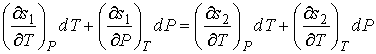 (∂s₁/∂T)_P dT + (∂s₁/∂P)_T dP = (∂s₂/∂T)_P dT + (∂s₂/∂T)_T dP